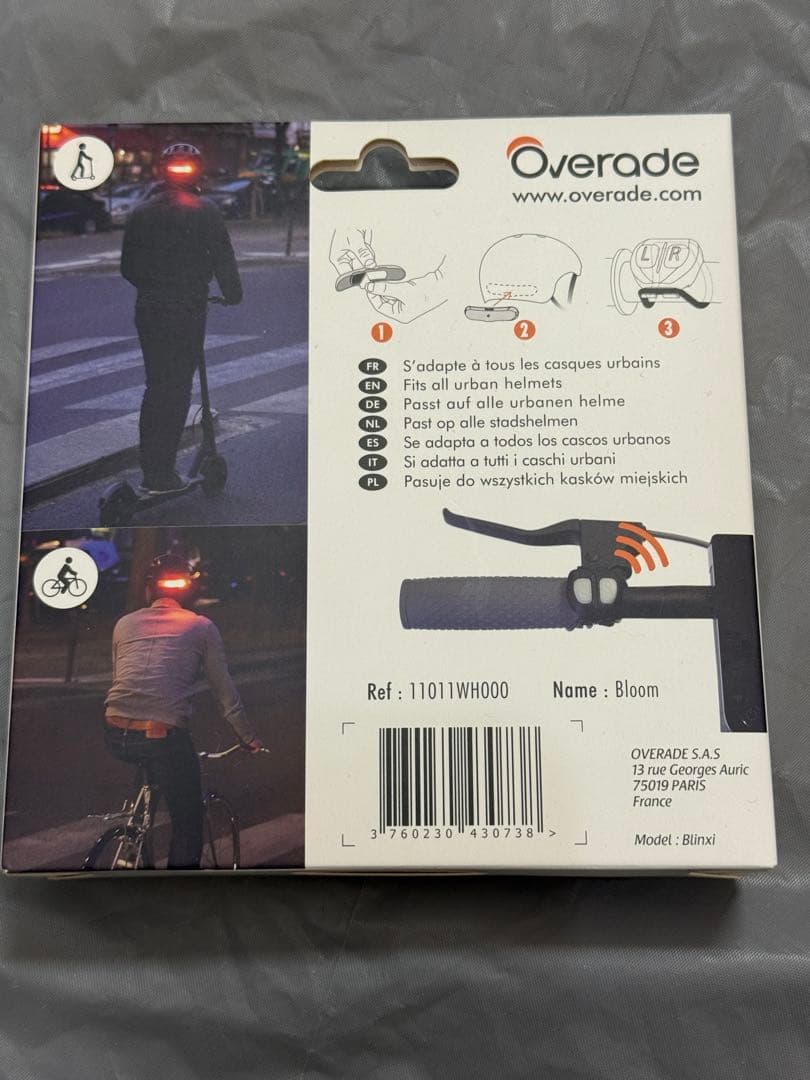 Overade
www.overade.com
L R
1 2 3
FR S'adapte à tous les casques urbains
EN Fits all urban helmets
DE Passt auf alle urbanen helme
NL Past op alle stadshelmen
ES Se adapta a todos los cascos urbanos
IT Si adatta a tutti i caschi urbani
PL Pasuje do wszystkich kasków miejskich
Ref : 11011WH000 Name : Bloom
3 760230 430738 >
OVERADE S.A.S
13 rue Georges Auric
75019 PARIS
France
Model : Blinxi